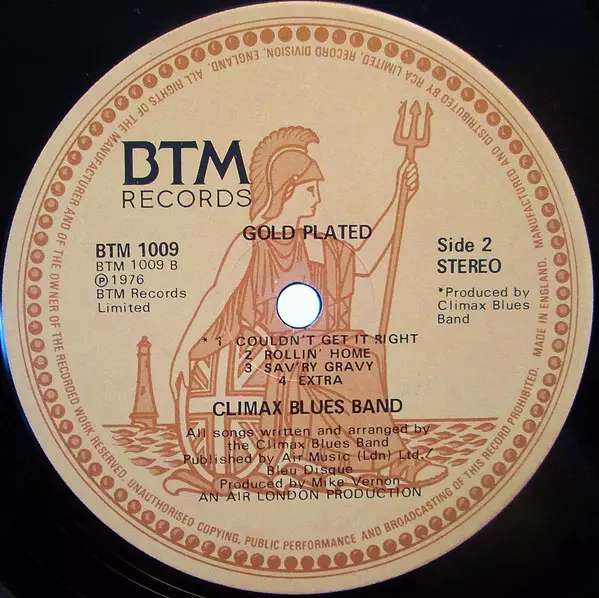 BTM
RECORDS
GOLD PLATED
BTM 1009
BTM 1009 B
Ⓟ1976
BTM Records
Limited
Side 2
STEREO
*Produced by
Climax Blues
Band
* 1 COULDN'T GET IT RIGHT
2 ROLLIN' HOME
3 SAV'RY GRAVY
4 EXTRA
CLIMAX BLUES BAND
All songs written and arranged by
the Climax Blues Band
Published by Air Music (Ldn) Ltd./
Bleu Disque
Produced by Mike Vernon
AN AIR LONDON PRODUCTION
MANUFACTURED AND DISTRIBUTED BY RCA LIMITED, RECORD DIVISION, ENGLAND. ALL RIGHTS OF THE MANUFACTURER AND OF THE OWNER OF THE RECORDED WORK RESERVED. UNAUTHORISED COPYING, PUBLIC PERFORMANCE AND BROADCASTING OF THIS RECORD PROHIBITED. MADE IN ENGLAND.